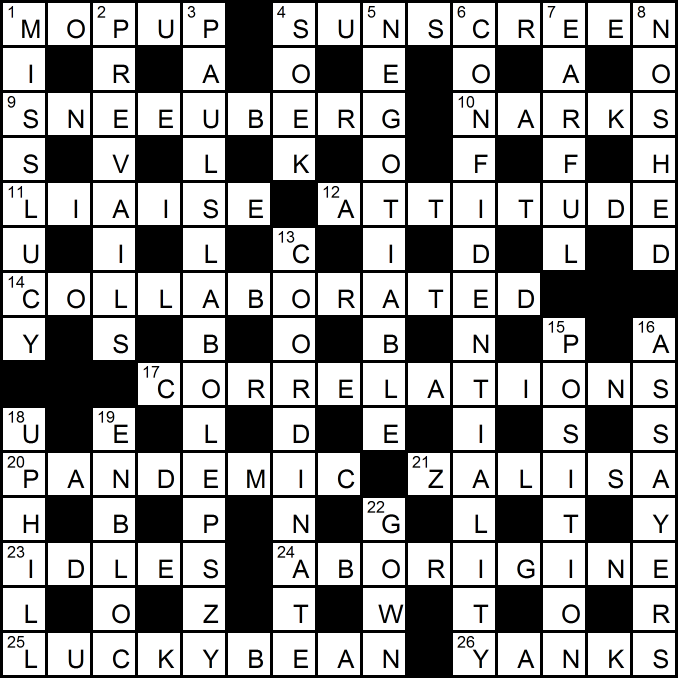 1 M O 2 P U 3 P 4 S U 5 N S 6 C R 7 E E 8 N
I R A O E O A O
9 S N E E U B E R G 10 N A R K S
S V L K O F F H
11 L I A I S E 12 A T T I T U D E
U I L 13 C I D L D
14 C O L L A B O R A T E D
Y S B O B N 15 P 16 A
17 C O R R E L A T I O N S
18 U 19 E L D E I S S
20 P A N D E M I C 21 Z A L I S A
H B P N 22 G L T Y
23 I D L E S 24 A B O R I G I N E
L O Z T W T O R
25 L U C K Y B E A N 26 Y A N K S